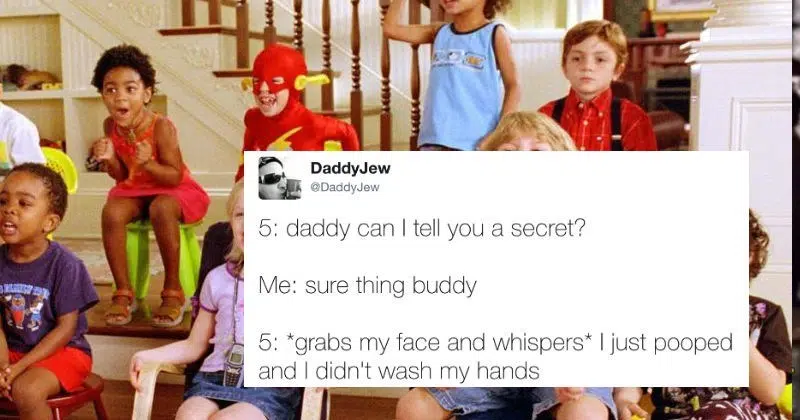 DaddyJew
@DaddyJew
5: daddy can I tell you a secret?
Me: sure thing buddy
5: *grabs my face and whispers* I just pooped
and I didn't wash my hands